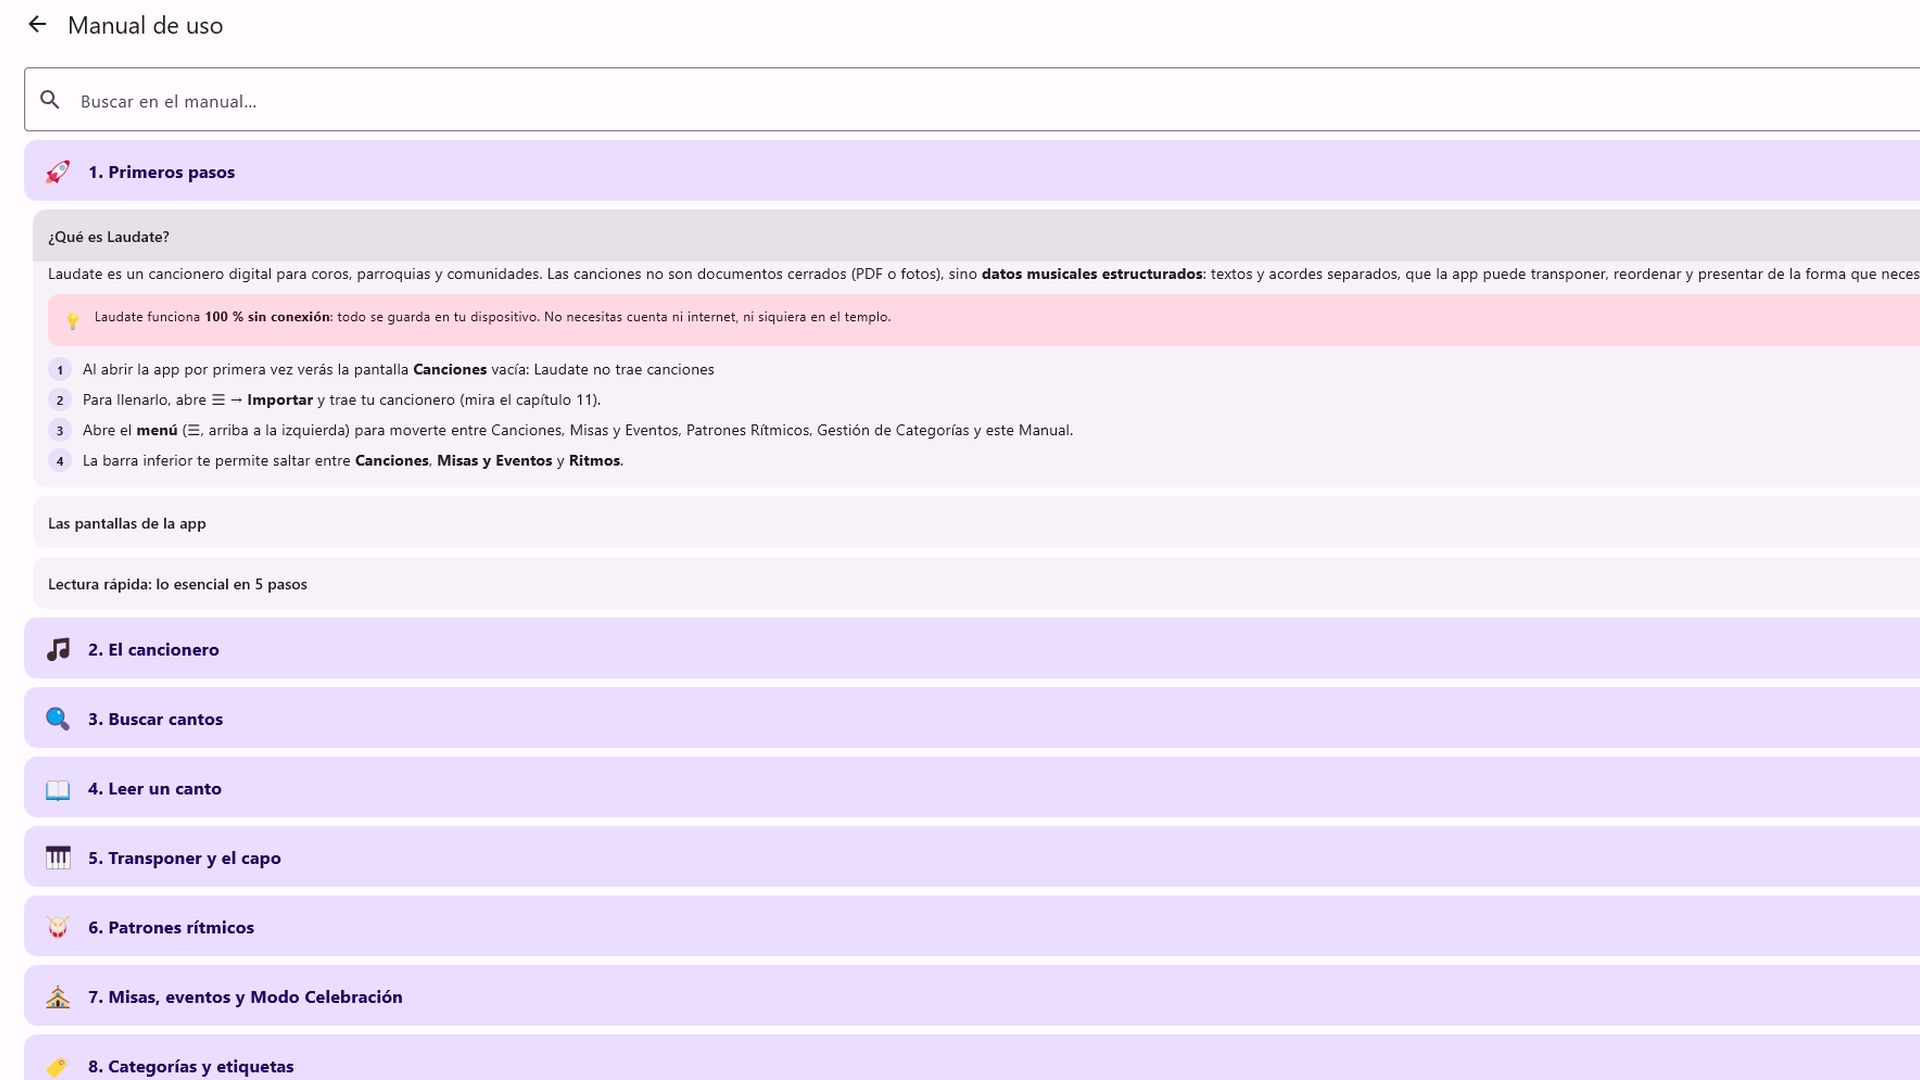 Manual de uso
Buscar en el manual...
1. Primeros pasos
¿Qué es Laudate?
Laudate es un cancionero digital para coros, parroquias y comunidades. Las canciones no son documentos cerrados (PDF o fotos), sino datos musicales estructurados: textos y acordes separados, que la app puede transponer, reordenar y presentar de la forma que neces
Laudate funciona 100 % sin conexión: todo se guarda en tu dispositivo. No necesitas cuenta ni internet, ni siquiera en el templo.
1 Al abrir la app por primera vez verás la pantalla Canciones vacía: Laudate no trae canciones
2 Para llenarlo, abre ☰ → Importar y trae tu cancionero (mira el capítulo 11).
3 Abre el menú (☰, arriba a la izquierda) para moverte entre Canciones, Misas y Eventos, Patrones Rítmicos, Gestión de Categorías y este Manual.
4 La barra inferior te permite saltar entre Canciones, Misas y Eventos y Ritmos.
Las pantallas de la app
Lectura rápida: lo esencial en 5 pasos
2. El cancionero
3. Buscar cantos
4. Leer un canto
5. Transponer y el capo
6. Patrones rítmicos
7. Misas, eventos y Modo Celebración
8. Categorías y etiquetas